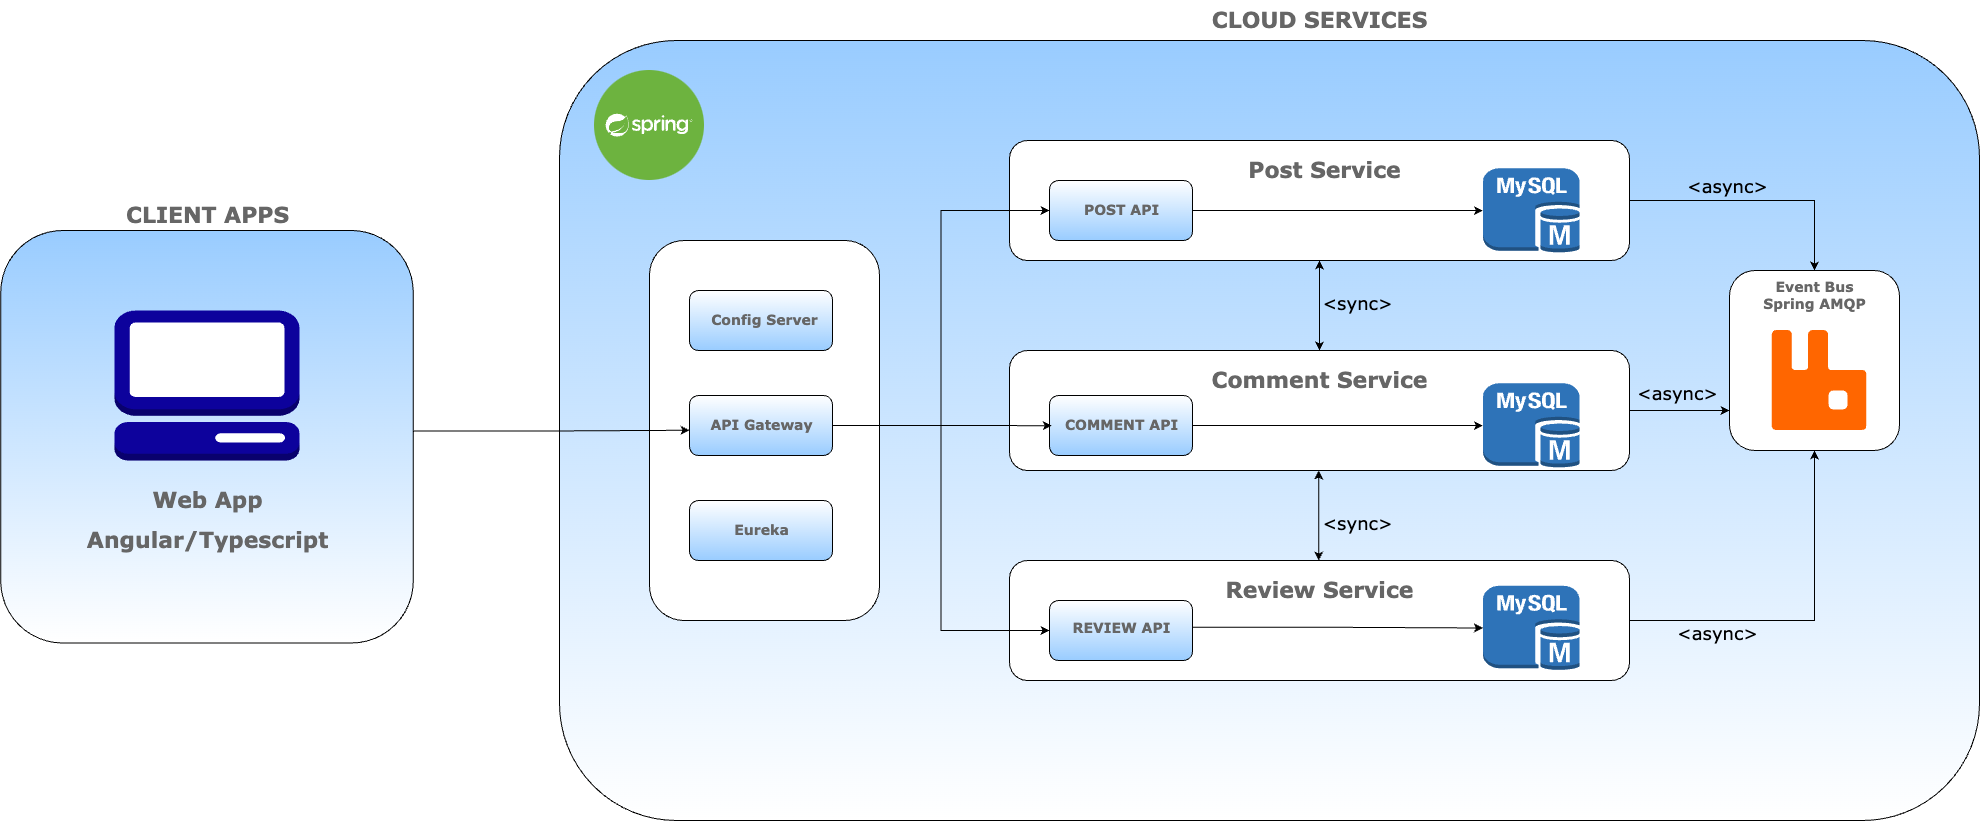 CLOUD SERVICES
spring
CLIENT APPS
Web App
Angular/Typescript
Config Server
API Gateway
Eureka
Post Service
POST API
MySQL
M
<sync>
Comment Service
COMMENT API
MySQL
M
<sync>
Review Service
REVIEW API
MySQL
M
<async>
<async>
<async>
Event Bus
Spring AMQP